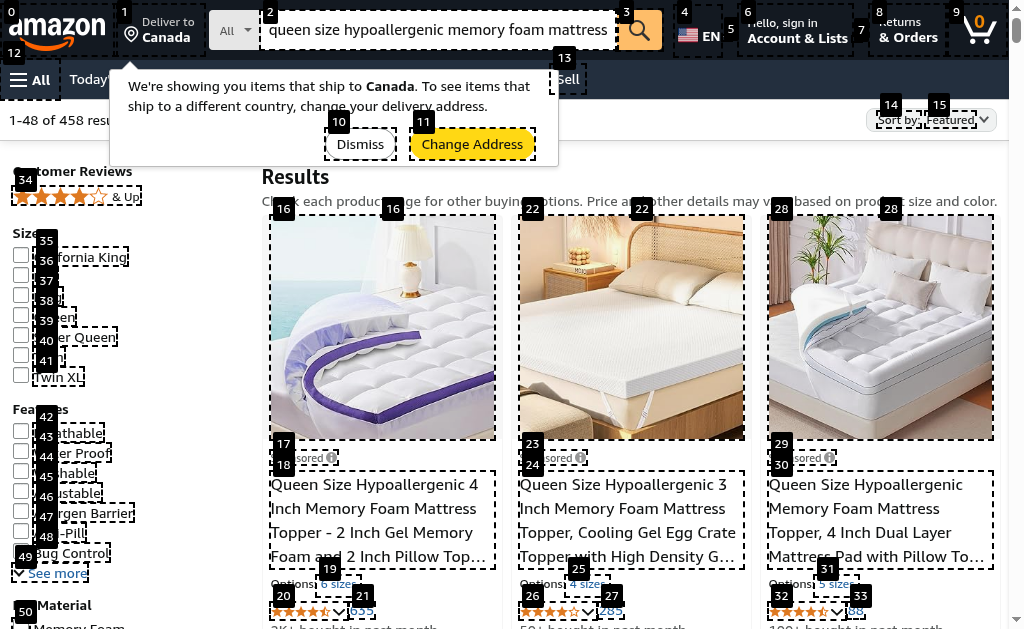 0
1
2
3
4
5
6
7
8
9
amazon
Deliver to
Canada
All
queen size hypoallergenic memory foam mattress
EN
Hello, sign in
Account & Lists
Returns
& Orders
0
12
13
All
Today'
Sell
We're showing you items that ship to Canada. To see items that
ship to a different country, change your delivery address.
10
11
Dismiss
Change Address
14
15
1-48 of 458
Sort by: Featured
Customer Reviews
34
& Up
Results
Check each product page for other buying options. Price and other details may vary based on product size and color.
16
16
22
22
28
28
Size
35
36
37
38
39
40
41
California King
Queen
Twin XL
Features
42
43
44
45
46
47
48
49
Breathable
Water Proof
Washable
Adjustable
Allergen Barrier
Bug Control
See more
Material
50
Memory Foam
17
18
Sponsored
Queen Size Hypoallergenic 4
Inch Memory Foam Mattress
Topper - 2 Inch Gel Memory
Foam and 2 Inch Pillow Top…
19
Options: 6 sizes
20
21
635
2K+ bought in past month
23
24
Sponsored
Queen Size Hypoallergenic 3
Inch Memory Foam Mattress
Topper, Cooling Gel Egg Crate
Topper with High Density G…
25
Options: 4 sizes
26
27
285
50+ bought in past month
29
30
Sponsored
Queen Size Hypoallergenic
Memory Foam Mattress
Topper, 4 Inch Dual Layer
Mattress Pad with Pillow To…
31
Options: 5 sizes
32
33
88
100+ bought in past month